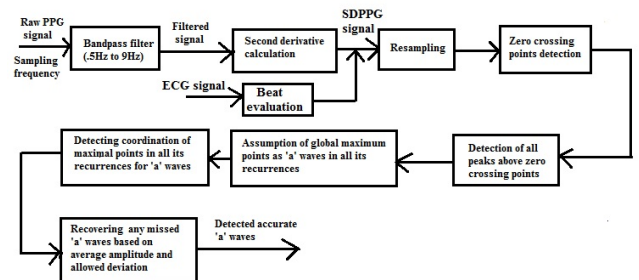 Raw PPG
signal
Sampling
frequency
Bandpass filter
(.5Hz to 9Hz)
Filtered
signal
Second derivative
calculation
SDPPG
signal
ECG signal
Beat
evaluation
Resampling
Zero crossing
points detection
Detection of all
peaks above zero
crossing points
Assumption of global maximum
points as 'a' waves in all its
recurrences
Detecting coordination of
maximal points in all its
recurrences for 'a' waves
Recovering any missed
'a' waves based on
average amplitude and
allowed deviation
Detected accurate
'a' waves